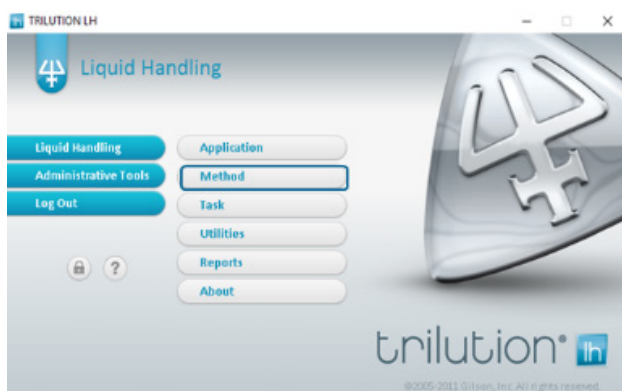 TRILUTION LH
Liquid Handling
Liquid Handling
Administrative Tools
Log Out
?
Application
Method
Task
Utilities
Reports
About
trilution® lh
©2005-2011 Gilson, Inc. All rights reserved.